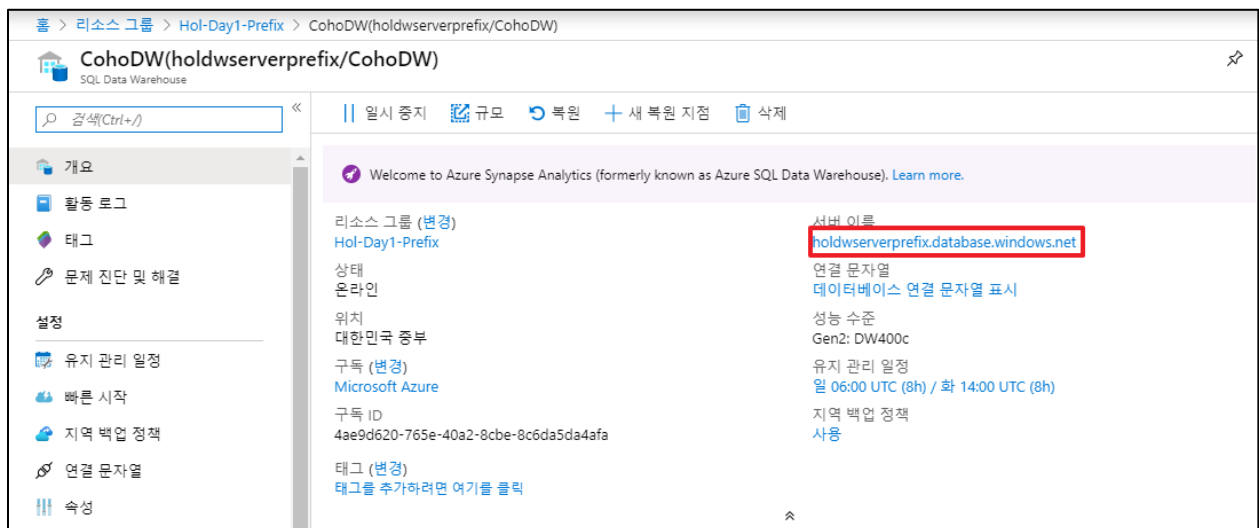 홈 > 리소스 그룹 > Hol-Day1-Prefix > CohoDW(holdwserverprefix/CohoDW)
CohoDW(holdwserverprefix/CohoDW)
SQL Data Warehouse
검색(Ctrl+/)
«
일시 중지 규모 복원 새 복원 지점 삭제
개요
활동 로그
태그
문제 진단 및 해결
설정
유지 관리 일정
빠른 시작
지역 백업 정책
연결 문자열
속성
Welcome to Azure Synapse Analytics (formerly known as Azure SQL Data Warehouse). Learn more.
리소스 그룹 (변경)
Hol-Day1-Prefix
상태
온라인
위치
대한민국 중부
구독 (변경)
Microsoft Azure
구독 ID
4ae9d620-765e-40a2-8cbe-8c6da5da4afa
태그 (변경)
태그를 추가하려면 여기를 클릭
서버 이름
holdwserverprefix.database.windows.net
연결 문자열
데이터베이스 연결 문자열 표시
성능 수준
Gen2: DW400c
유지 관리 일정
일 06:00 UTC (8h) / 화 14:00 UTC (8h)
지역 백업 정책
사용